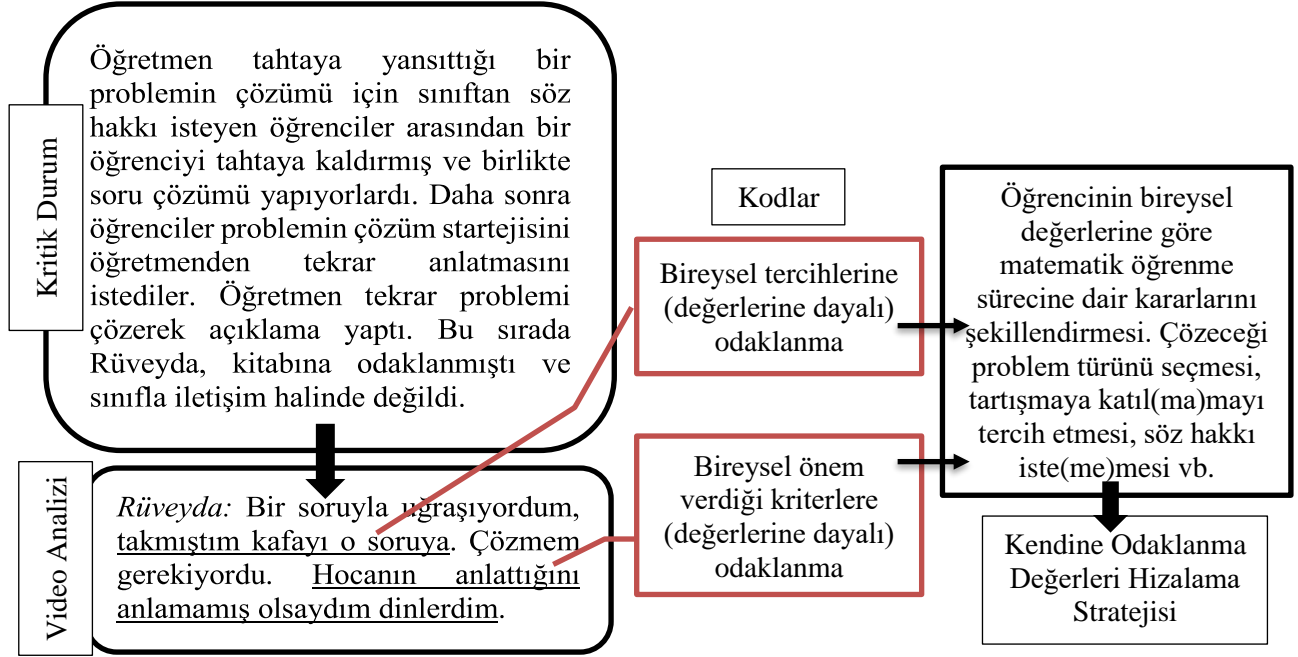 Kritik Durum
Öğretmen tahtaya yansıttığı bir
problemin çözümü için sınıftan söz
hakkı isteyen öğrenciler arasından bir
öğrenciyi tahtaya kaldırmış ve birlikte
soru çözümü yapıyorlardı. Daha sonra
öğrenciler problemin çözüm startejisini
öğretmenden tekrar anlatmasını
istediler. Öğretmen tekrar problemi
çözerek açıklama yaptı. Bu sırada
Rüveyda, kitabına odaklanmıştı ve
sınıfla iletişim halinde değildi.
Video Analizi
Rüveyda: Bir soruyla uğraşıyordum,
takmıştım kafayı o soruya. Çözmem
gerekiyordu. Hocanın anlattığını
anlamamış olsaydım dinlerdim.
Kodlar
Bireysel tercihlerine
(değerlerine dayalı)
odaklanma
Bireysel önem
verdiği kriterlere
(değerlerine dayalı)
odaklanma
Öğrencinin bireysel
değerlerine göre
matematik öğrenme
sürecine dair kararlarını
şekillendirmesi. Çözeceği
problem türünü seçmesi,
tartışmaya katıl(ma)mayı
tercih etmesi, söz hakkı
iste(me)mesi vb.
Kendine Odaklanma
Değerleri Hizalama
Stratejisi